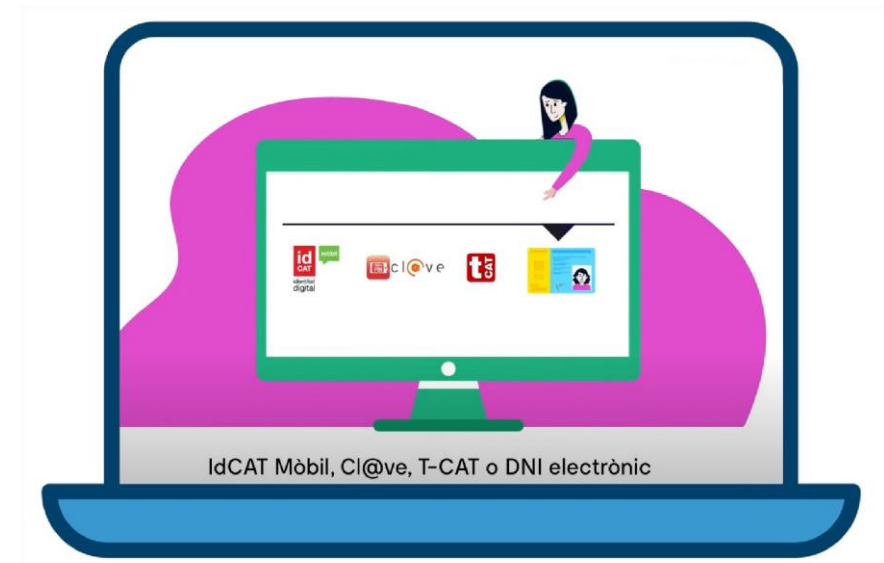 id
CAT
mòbil
identitat
digital
cl@ve
t
CAT
IdCAT Mòbil, Cl@ve, T-CAT o DNI electrònic